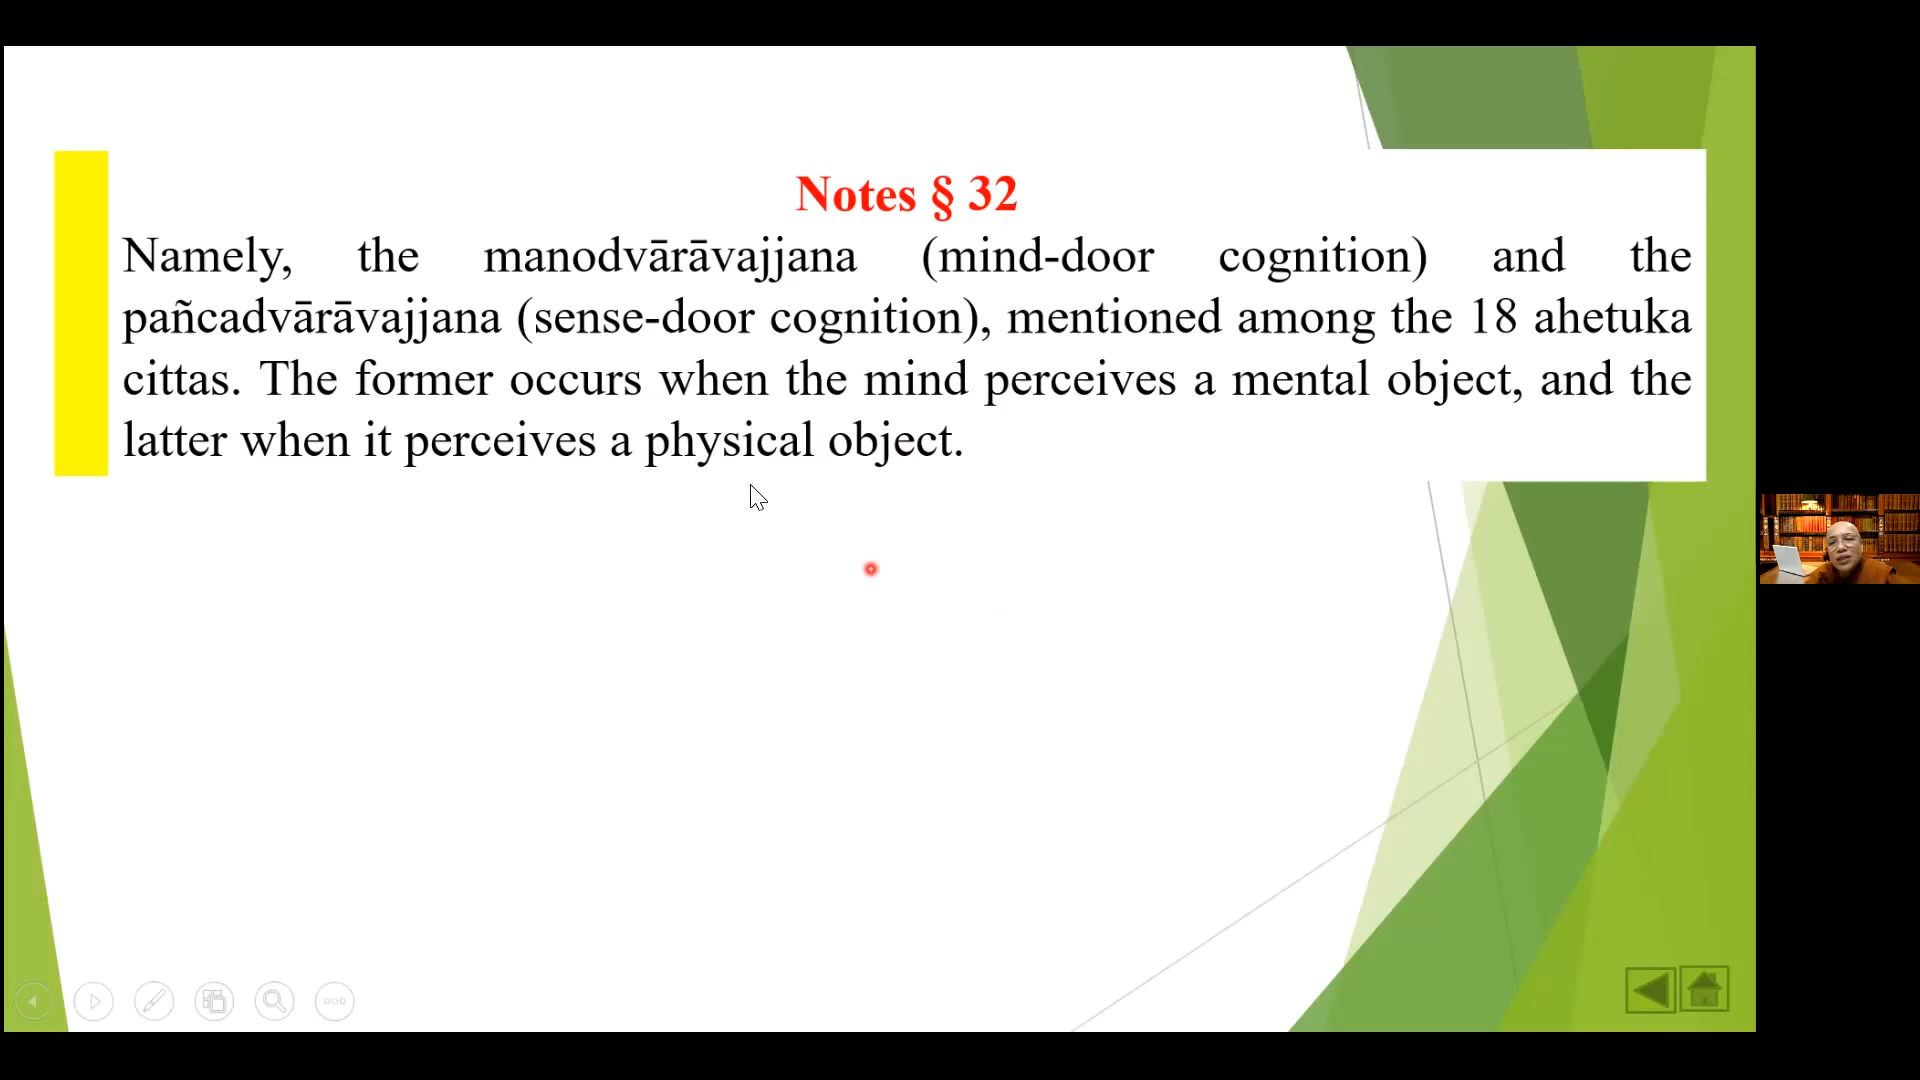 Notes § 32
Namely, the manodvārāvajjana (mind-door cognition) and the
pañcadvārāvajjana (sense-door cognition), mentioned among the 18 ahetuka
cittas. The former occurs when the mind perceives a mental object, and the
latter when it perceives a physical object.